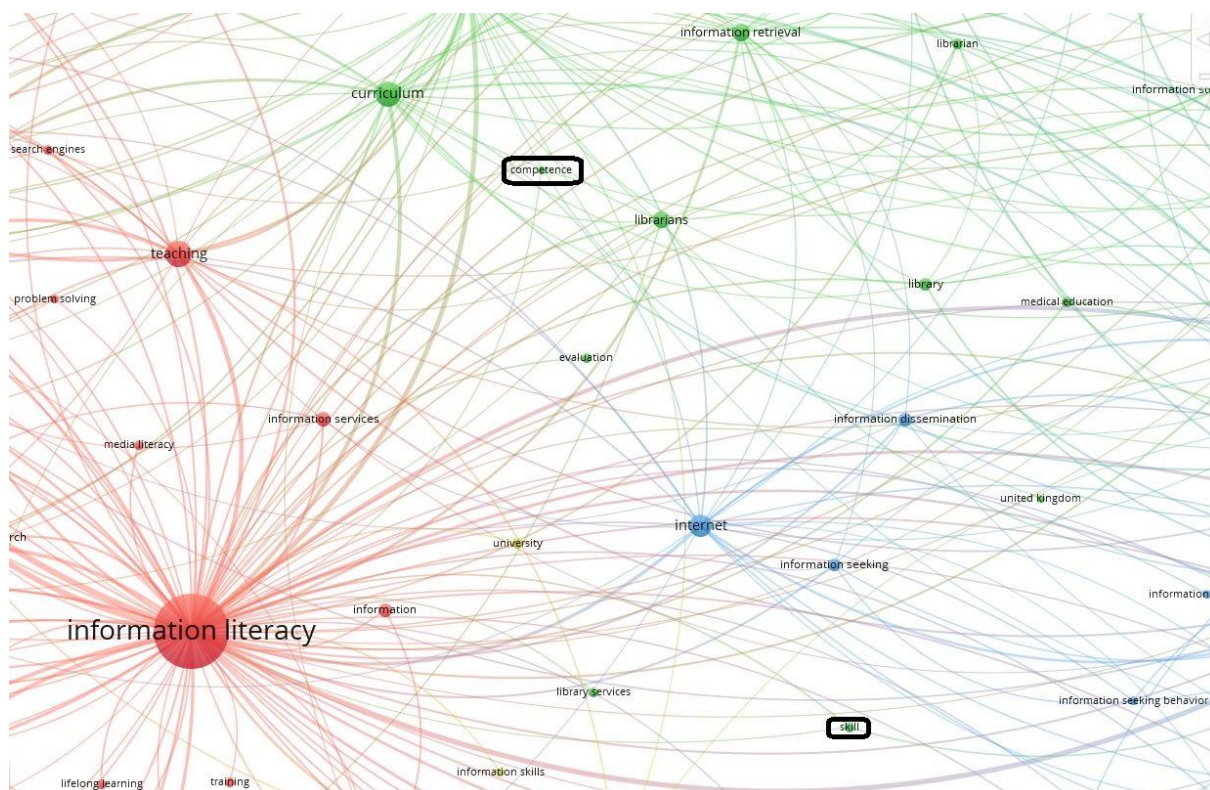 information retrieval
librarian
curriculum
information
search engines
competence
librarians
teaching
library
problem solving
medical education
evaluation
information services
information dissemination
media literacy
united kingdom
internet
rch
university
information seeking
information
information
information literacy
library services
information seeking behavior
skill
information skills
lifelong learning
training